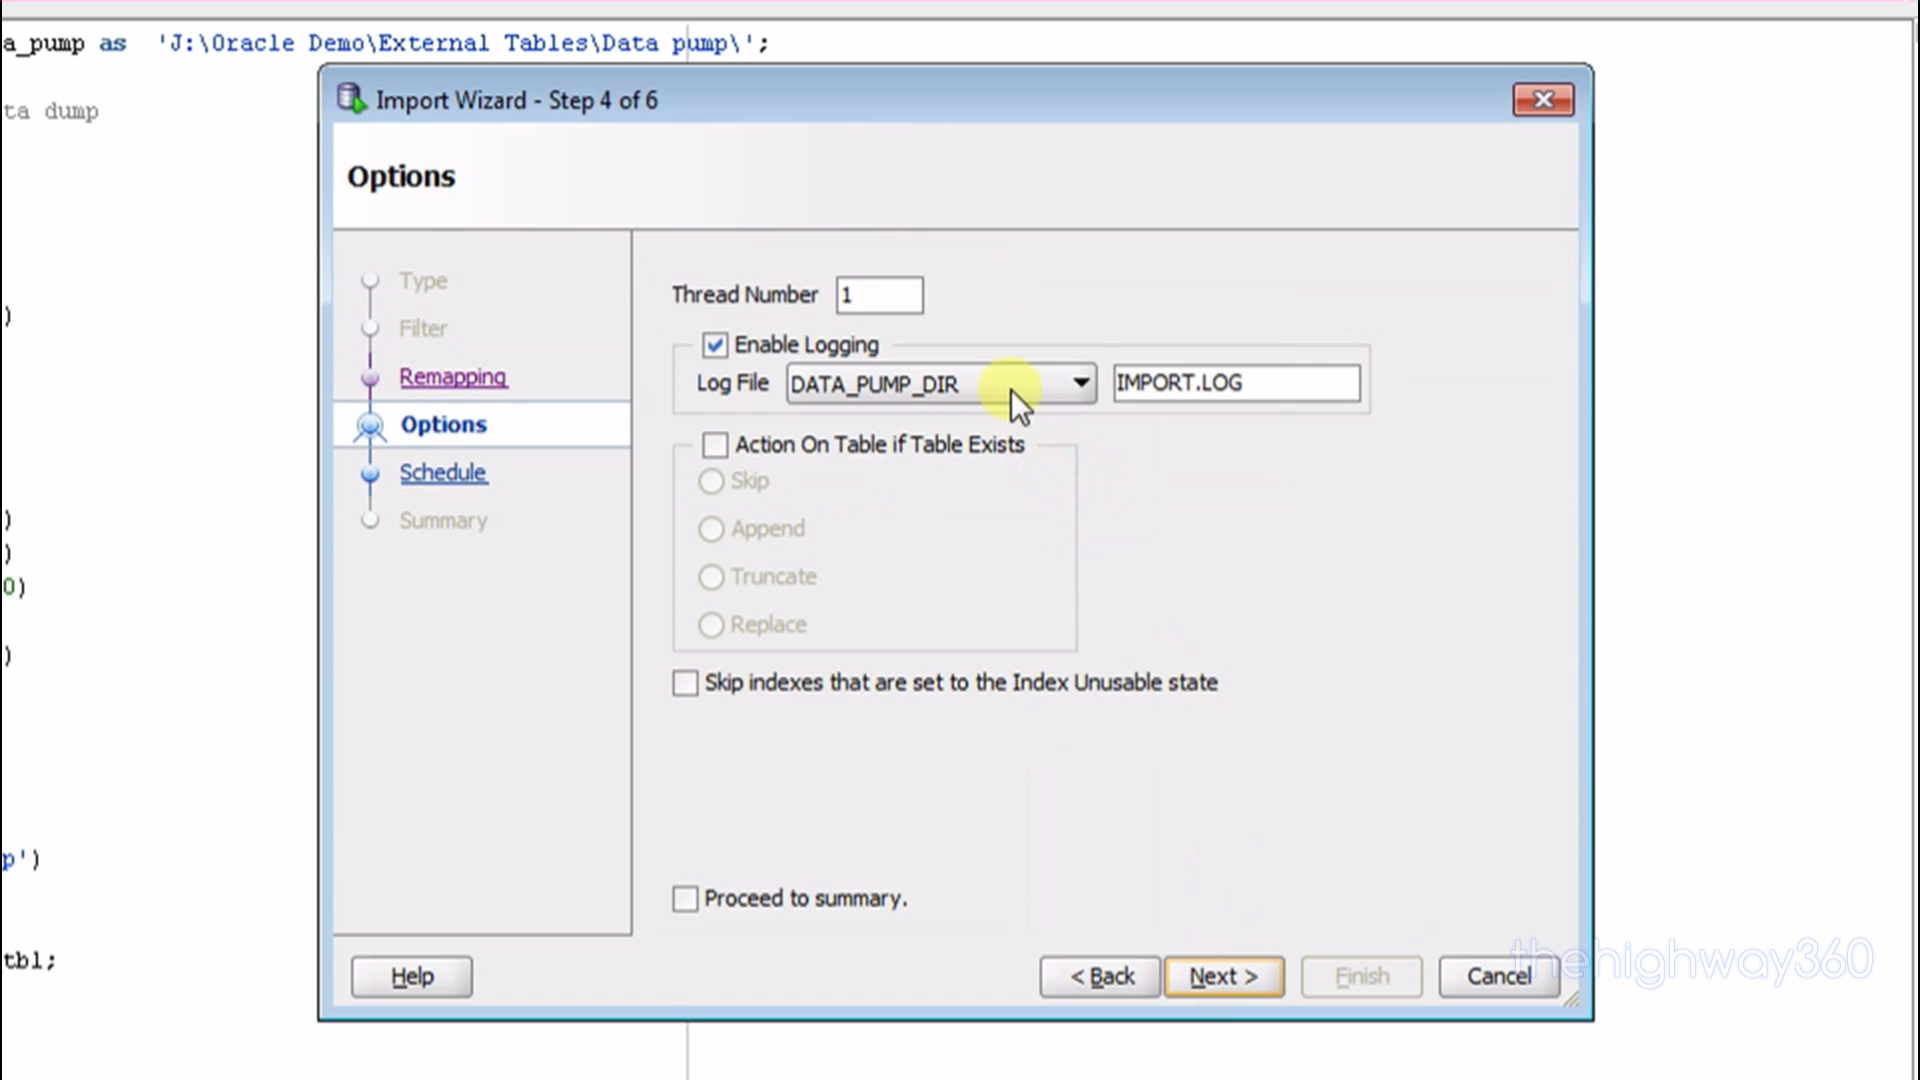 a_pump as 'J:\Oracle Demo\External Tables\Data pump\';
Import Wizard - Step 4 of 6
ta dump
Options
Type
Filter
Remapping
Options
Schedule
Summary
Thread Number 1
Enable Logging
Log File DATA_PUMP_DIR IMPORT.LOG
Action On Table if Table Exists
Skip
Append
Truncate
Replace
Skip indexes that are set to the Index Unusable state
Proceed to summary.
)
)
)
0)
)
p')
tbl;
Help
< Back
Next >
Finish
Cancel
thehighway360